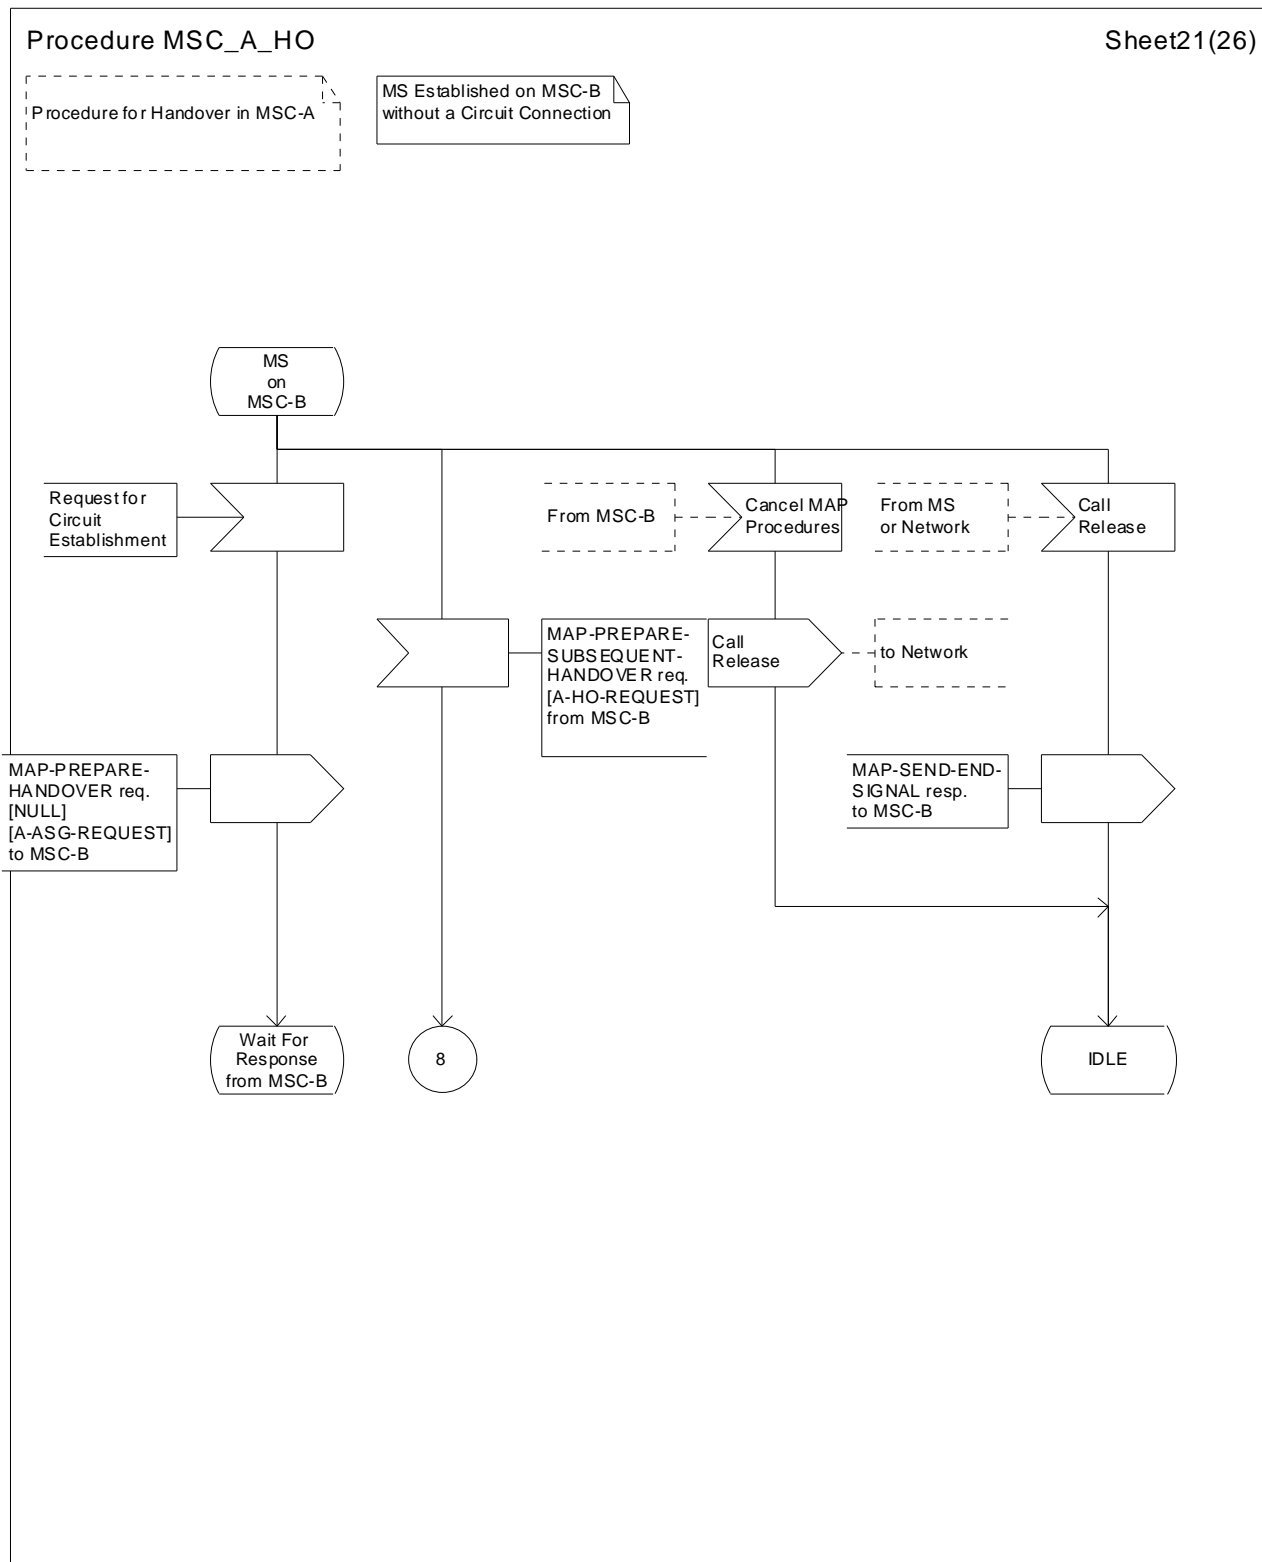 Procedure MSC_A_HO
Sheet21(26)
Procedure for Handover in MSC-A
MS Established on MSC-B
without a Circuit Connection
MS
on
MSC-B
Request for
Circuit
Establishment
From MSC-B
Cancel MAP
Procedures
From MS
or Network
Call
Release
MAP-PREPARE-
SUBSEQUENT-
HANDOVER req.
[A-HO-REQUEST]
from MSC-B
Call
Release
to Network
MAP-PREPARE-
HANDOVER req.
[NULL]
[A-ASG-REQUEST]
to MSC-B
MAP-SEND-END-
SIGNAL resp.
to MSC-B
Wait For
Response
from MSC-B
8
IDLE